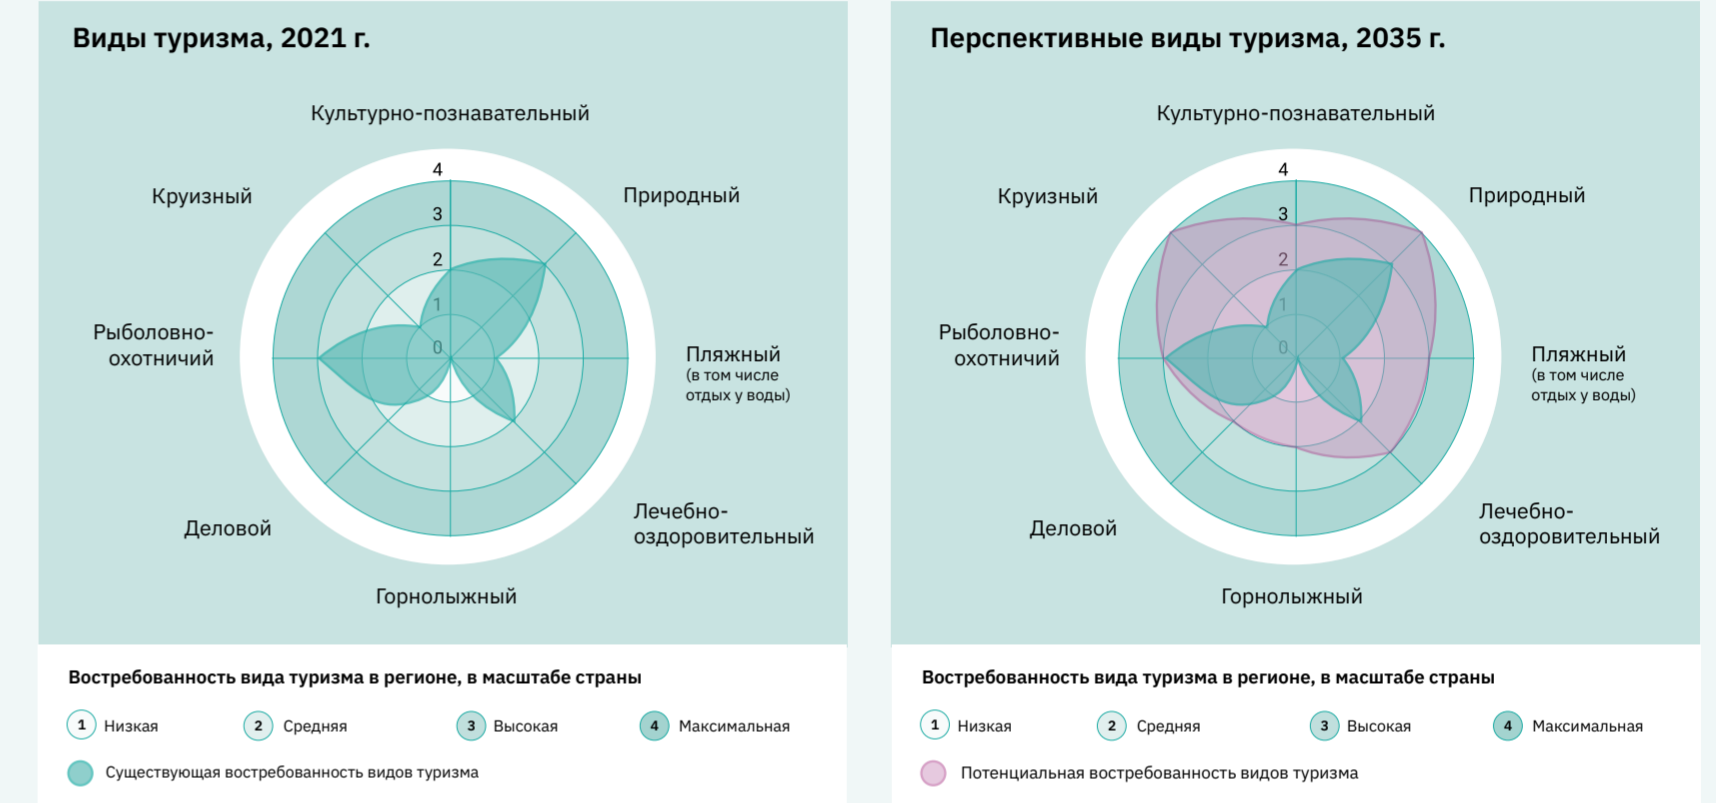 Виды туризма, 2021 г.
Культурно-познавательный
Круизный
Природный
4
3
2
1
0
Рыболовно-
охотничий
Пляжный
(в том числе
отдых у воды)
Деловой
Лечебно-
оздоровительный
Горнолыжный
Востребованность вида туризма в регионе, в масштабе страны
1 Низкая 2 Средняя 3 Высокая 4 Максимальная
Существующая востребованность видов туризма
Перспективные виды туризма, 2035 г.
Культурно-познавательный
Круизный
Природный
4
3
2
1
0
Рыболовно-
охотничий
Пляжный
(в том числе
отдых у воды)
Деловой
Лечебно-
оздоровительный
Горнолыжный
Востребованность вида туризма в регионе, в масштабе страны
1 Низкая 2 Средняя 3 Высокая 4 Максимальная
Потенциальная востребованность видов туризма